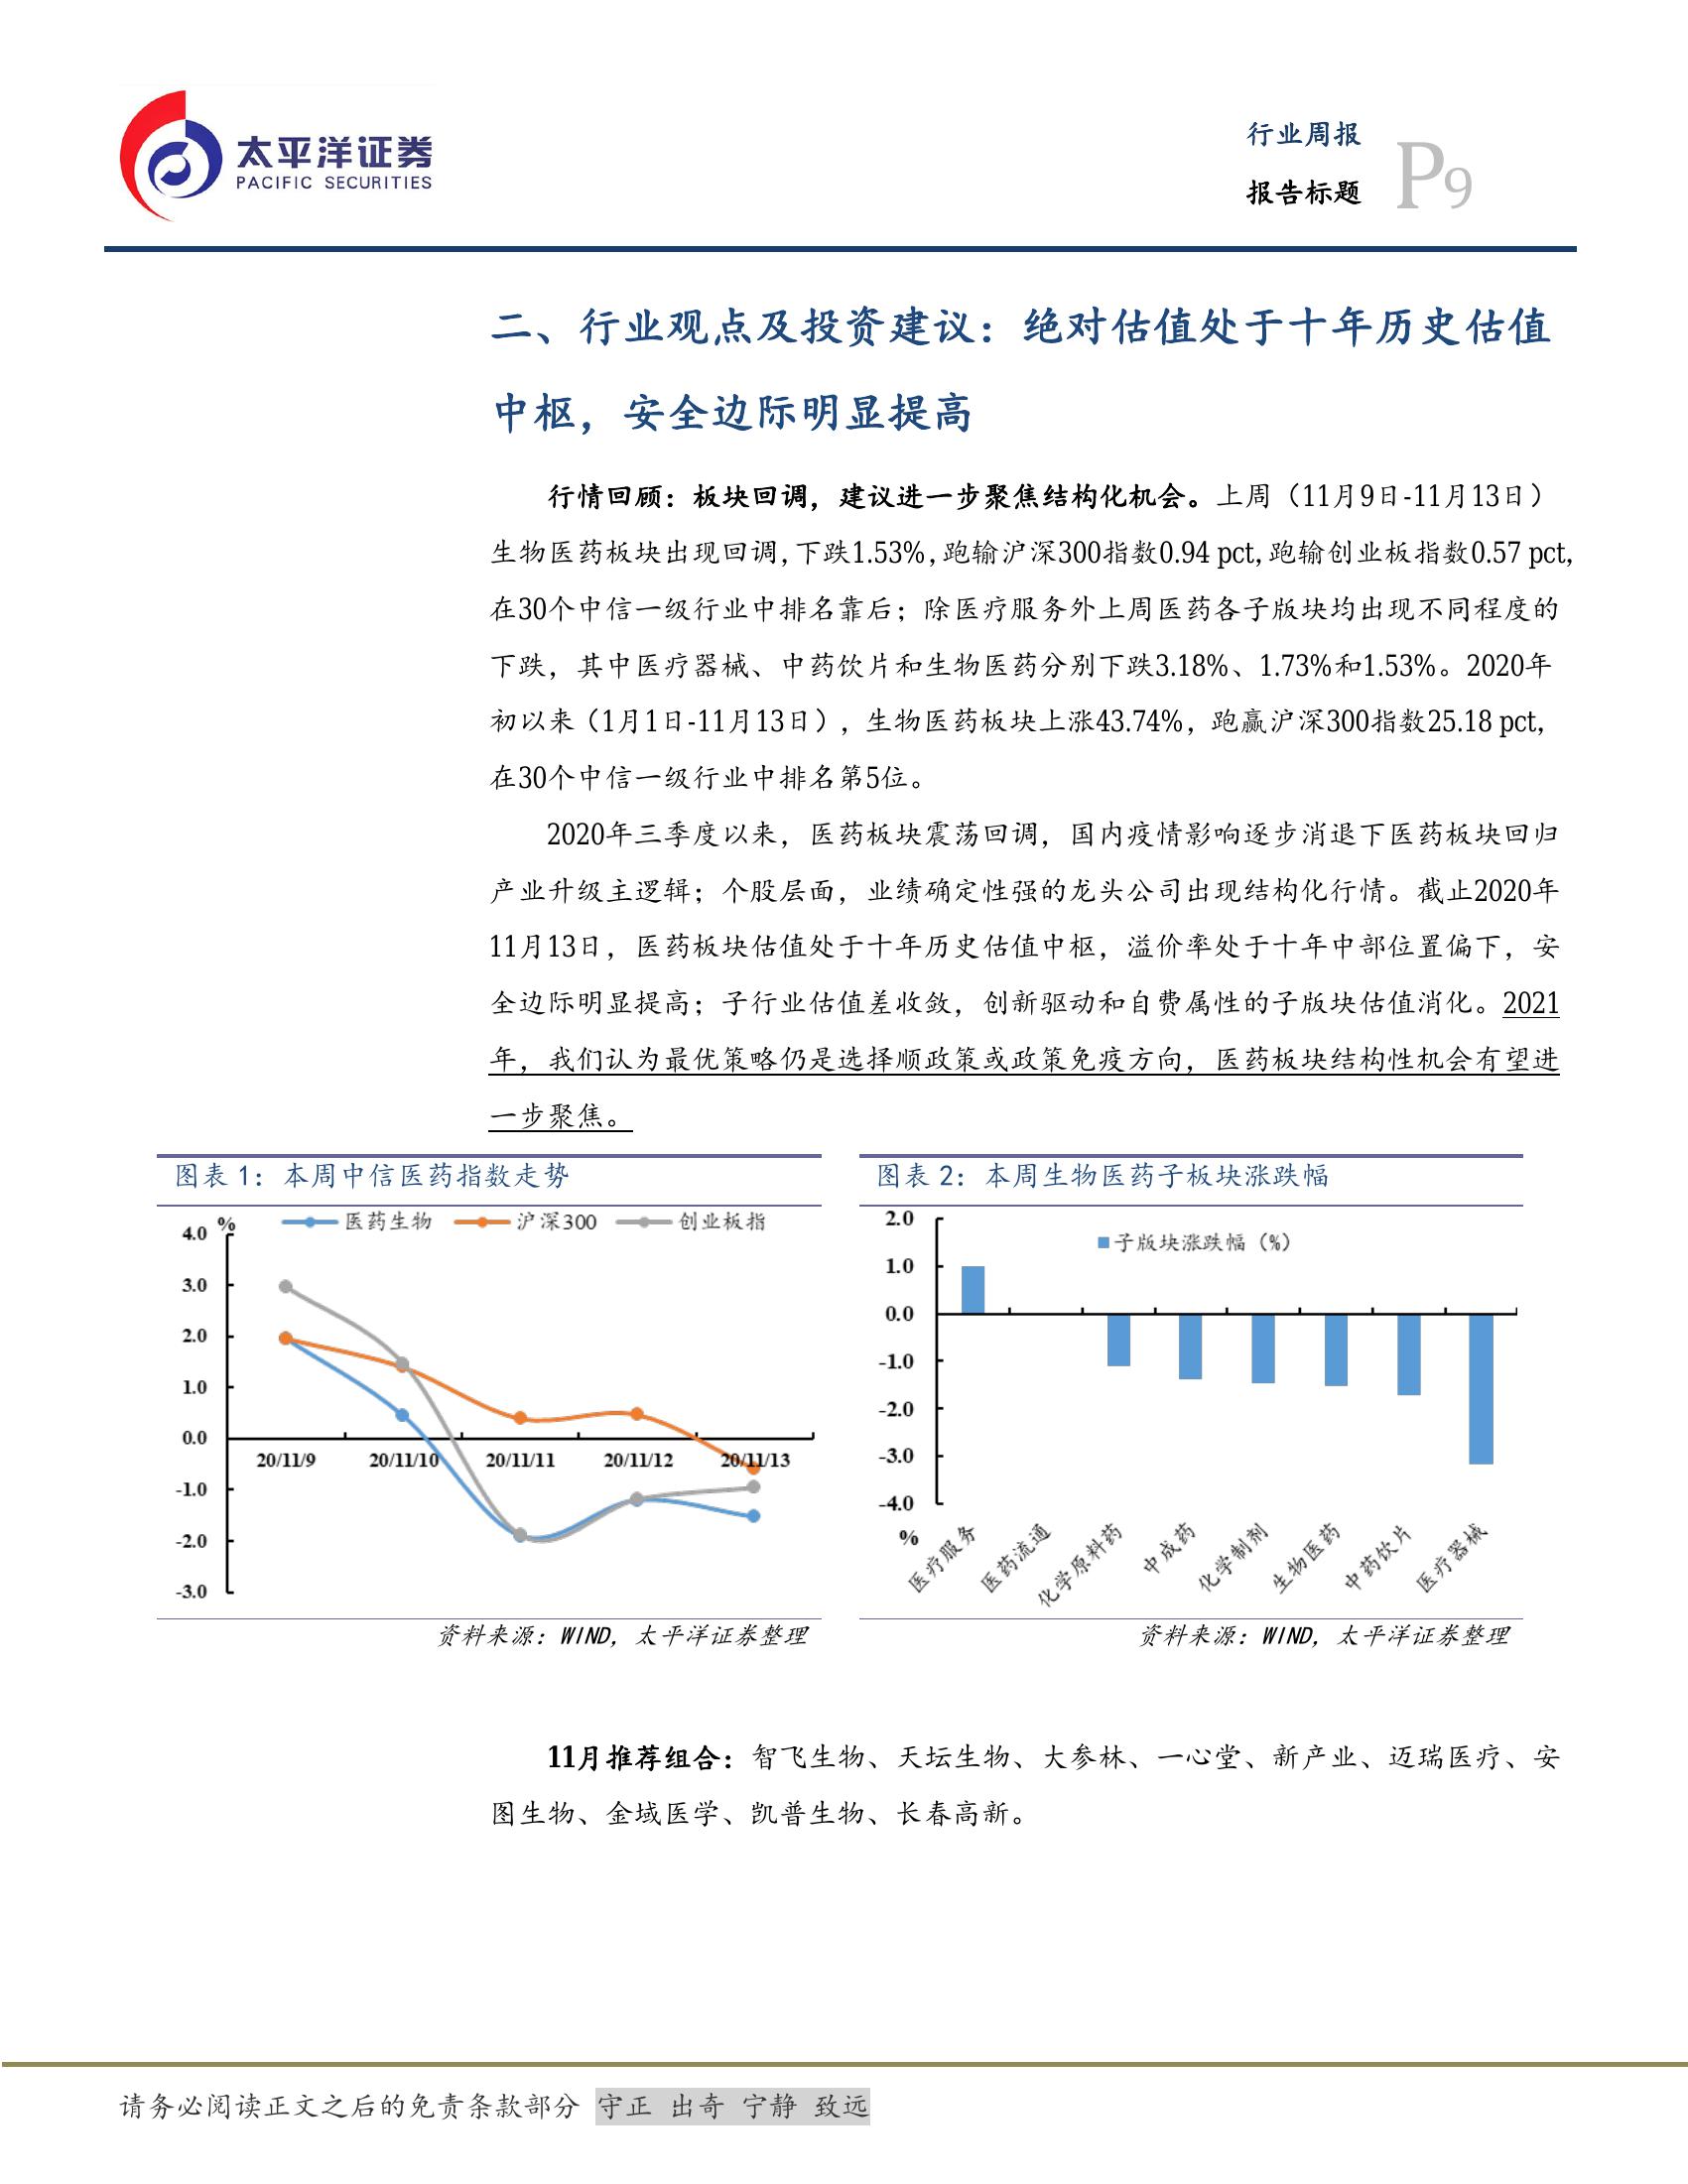 太平洋证券
PACIFIC SECURITIES
行业周报
报告标题
P9
二、行业观点及投资建议：绝对估值处于十年历史估值
中枢，安全边际明显提高
行情回顾：板块回调，建议进一步聚焦结构化机会。上周（11月9日-11月13日）
生物医药板块出现回调,下跌1.53%,跑输沪深300指数0.94 pct,跑输创业板指数0.57 pct,
在30个中信一级行业中排名靠后；除医疗服务外上周医药各子版块均出现不同程度的
下跌，其中医疗器械、中药饮片和生物医药分别下跌3.18%、1.73%和1.53%。2020年
初以来（1月1日-11月13日），生物医药板块上涨43.74%，跑赢沪深300指数25.18 pct,
在30个中信一级行业中排名第5位。
2020年三季度以来，医药板块震荡回调，国内疫情影响逐步消退下医药板块回归
产业升级主逻辑；个股层面，业绩确定性强的龙头公司出现结构化行情。截止2020年
11月13日，医药板块估值处于十年历史估值中枢，溢价率处于十年中部位置偏下，安
全边际明显提高；子行业估值差收敛，创新驱动和自费属性的子版块估值消化。2021
年，我们认为最优策略仍是选择顺政策或政策免疫方向，医药板块结构性机会有望进
一步聚焦。
图表 1：本周中信医药指数走势
%
医药生物 沪深300 创业板指
4.0
3.0
2.0
1.0
0.0
-1.0
-2.0
-3.0
20/11/9 20/11/10 20/11/11 20/11/12 20/11/13
资料来源：WIND，太平洋证券整理
图表 2：本周生物医药子板块涨跌幅
子版块涨跌幅（%）
2.0
1.0
0.0
-1.0
-2.0
-3.0
-4.0
%
医疗服务 医药流通 化学原料药 中成药 化学制剂 生物医药 中药饮片 医疗器械
资料来源：WIND，太平洋证券整理
11月推荐组合：智飞生物、天坛生物、大参林、一心堂、新产业、迈瑞医疗、安
图生物、金域医学、凯普生物、长春高新。
请务必阅读正文之后的免责条款部分 守正 出奇 宁静 致远